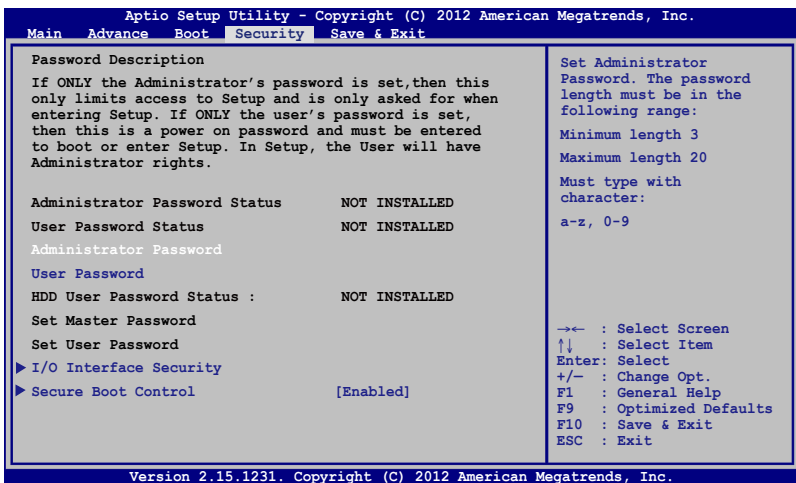 Aptio Setup Utility - Copyright (C) 2012 American Megatrends, Inc.
Main Advance Boot Security Save & Exit
Password Description
If ONLY the Administrator's password is set,then this
only limits access to Setup and is only asked for when
entering Setup. If ONLY the user's password is set,
then this is a power on password and must be entered
to boot or enter Setup. In Setup, the User will have
Administrator rights.
Administrator Password Status NOT INSTALLED
User Password Status NOT INSTALLED
Administrator Password
User Password
HDD User Password Status : NOT INSTALLED
Set Master Password
Set User Password
I/O Interface Security
Secure Boot Control [Enabled]
Set Administrator
Password. The password
length must be in the
following range:
Minimum length 3
Maximum length 20
Must type with
character:
a-z, 0-9
→← : Select Screen
↑↓ : Select Item
Enter: Select
+/— : Change Opt.
F1 : General Help
F9 : Optimized Defaults
F10 : Save & Exit
ESC : Exit
Version 2.15.1231. Copyright (C) 2012 American Megatrends, Inc.